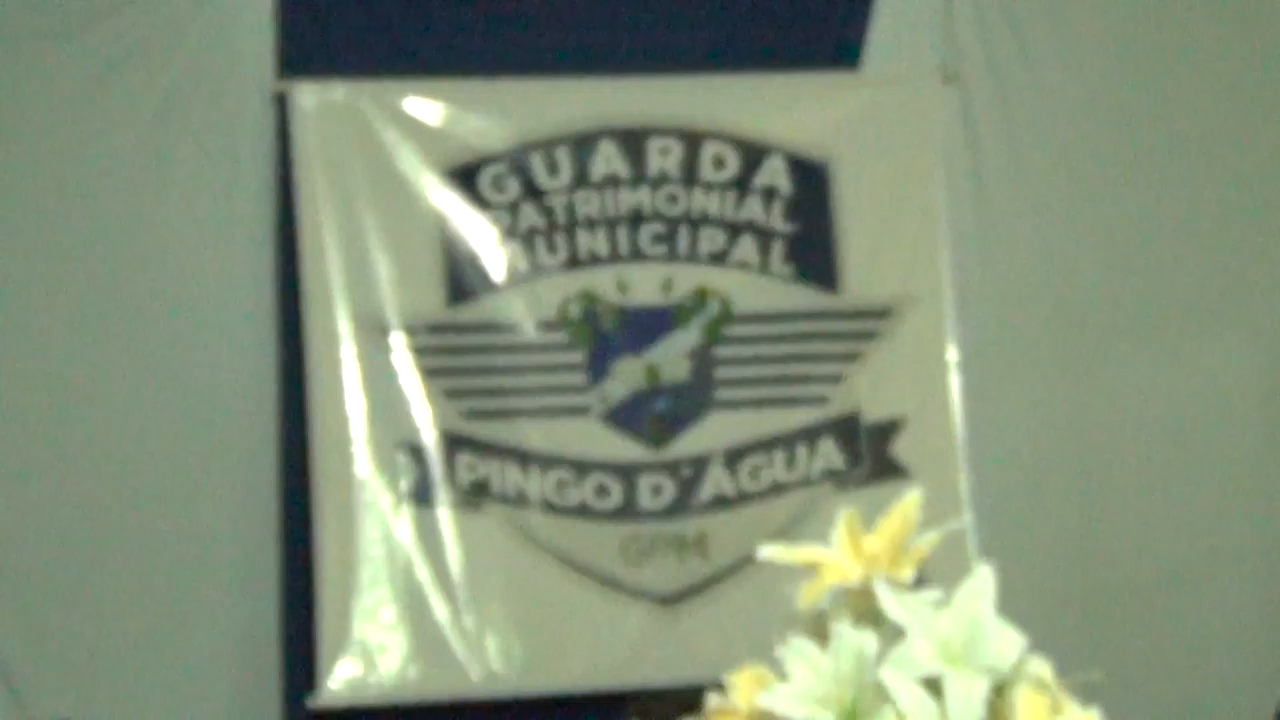 GUARDA
PATRIMONIAL
MUNICIPAL
PINGO D'ÁGUA
GPM